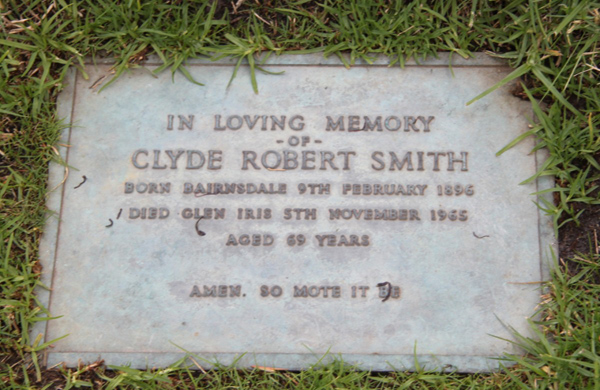 IN LOVING MEMORY
-OF-
CLYDE ROBERT SMITH
BORN BAIRNSDALE 9TH FEBRUARY 1896
DIED GLEN IRIS 5TH NOVEMBER 1965
AGED 69 YEARS
AMEN. SO MOTE IT BE